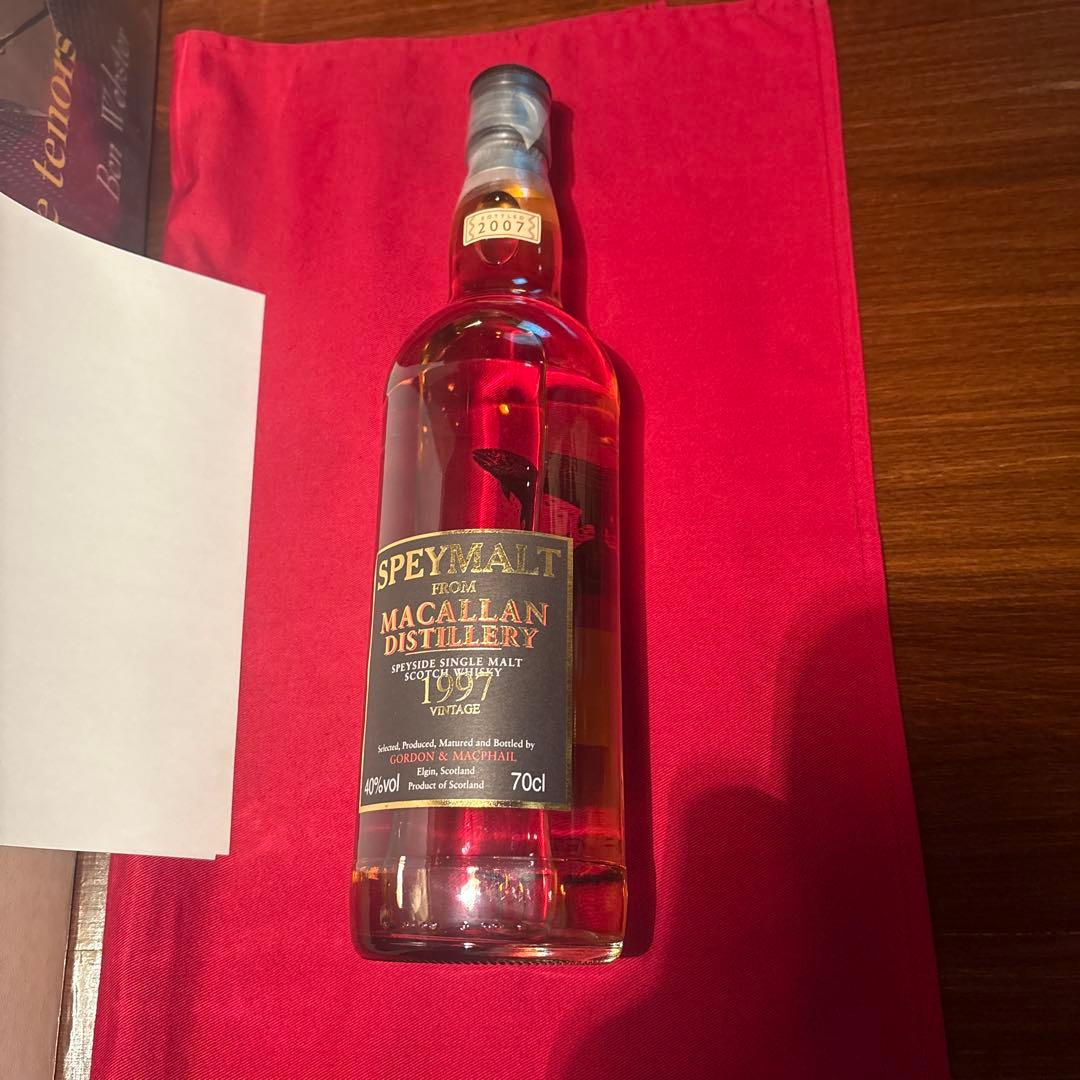 e tenors
Ben Webster
BOTTLED
2007
SPEYMALT
FROM
MACALLAN
DISTILLERY
SPEYSIDE SINGLE MALT
SCOTCH WHISKY
1997
VINTAGE
Selected, Produced, Matured and Bottled by
GORDON & MACPHAIL
Elgin, Scotland
40%vol Product of Scotland 70cl